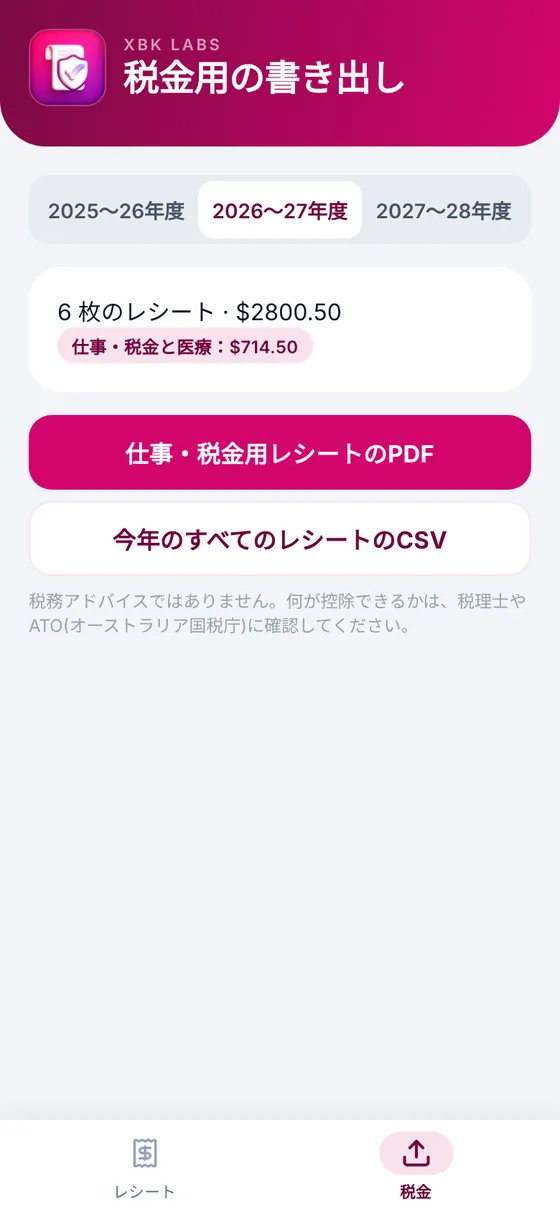 XBK LABS
税金用の書き出し
2025〜26年度
2026〜27年度
2027〜28年度
6 枚のレシート · $2800.50
仕事・税金と医療：$714.50
仕事・税金用レシートのPDF
今年のすべてのレシートのCSV
税務アドバイスではありません。何が控除できるかは、税理士や
ATO(オーストラリア国税庁)に確認してください。
レシート
税金